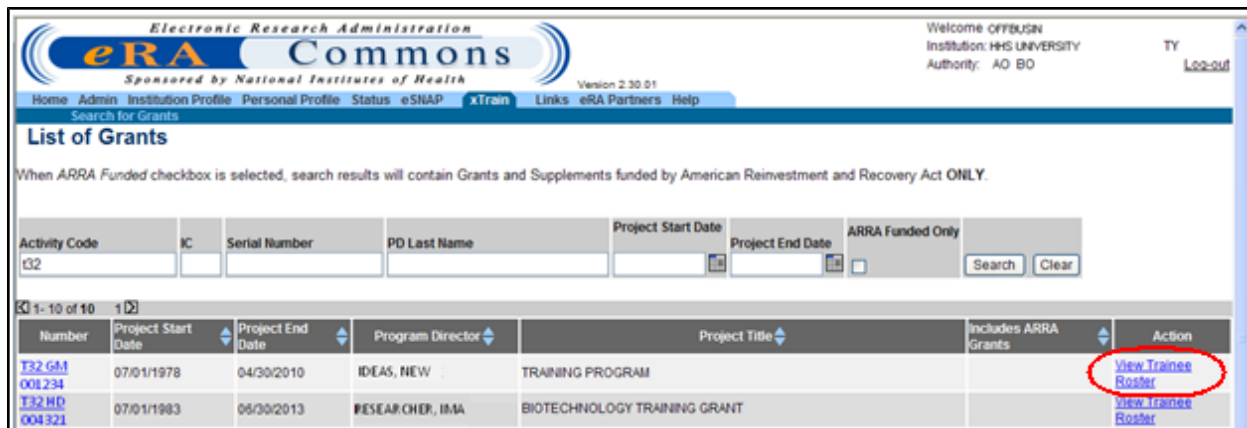 Electronic Research Administration
eRA Commons
Sponsored by National Institutes of Health
Version 2.30.01
Welcome OFFBUSIN
Institution: HHS UNIVERSITY TY
Authority: AO BO Log-out
Home Admin Institution Profile Personal Profile Status eSNAP xTrain Links eRA Partners Help
Search for Grants
List of Grants
When ARRA Funded checkbox is selected, search results will contain Grants and Supplements funded by American Reinvestment and Recovery Act ONLY.
Activity Code IC Serial Number PD Last Name Project Start Date Project End Date ARRA Funded Only
t32 Search Clear
1- 10 of 10 1
Number Project Start Date Project End Date Program Director Project Title Includes ARRA Grants Action
T32 GM 001234 07/01/1978 04/30/2010 IDEAS, NEW TRAINING PROGRAM View Trainee Roster
T32 HD 004321 07/01/1983 06/30/2013 RESEARCHER, IMA BIOTECHNOLOGY TRAINING GRANT View Trainee Roster